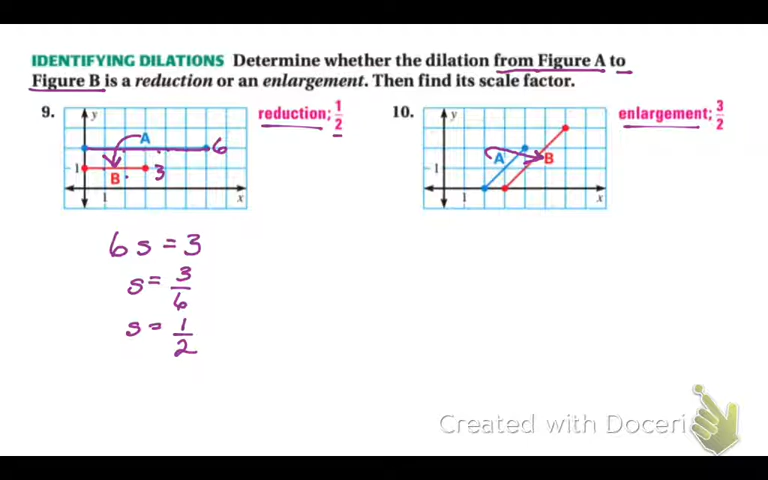 IDENTIFYING DILATIONS Determine whether the dilation from Figure A to
Figure B is a reduction or an enlargement. Then find its scale factor.
9.
y
A
6
1
B
3
1
x
reduction; 1/2
10.
y
A
B
1
1
x
enlargement; 3/2
6s = 3
s = 3/6
s = 1/2
Created with Doceri